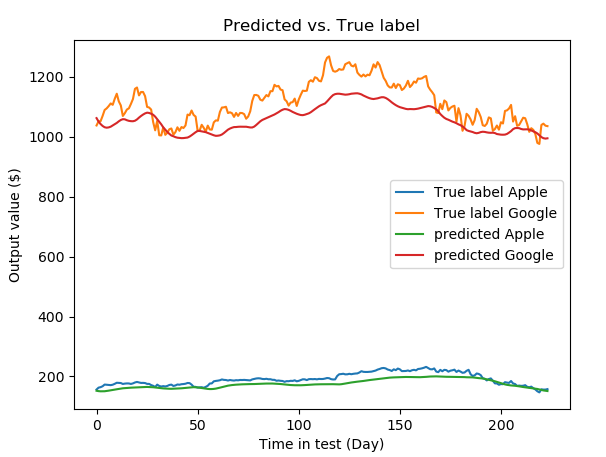 Predicted vs. True label
Output value ($)
1200
1000
800
600
400
200
True label Apple
True label Google
predicted Apple
predicted Google
0 50 100 150 200
Time in test (Day)